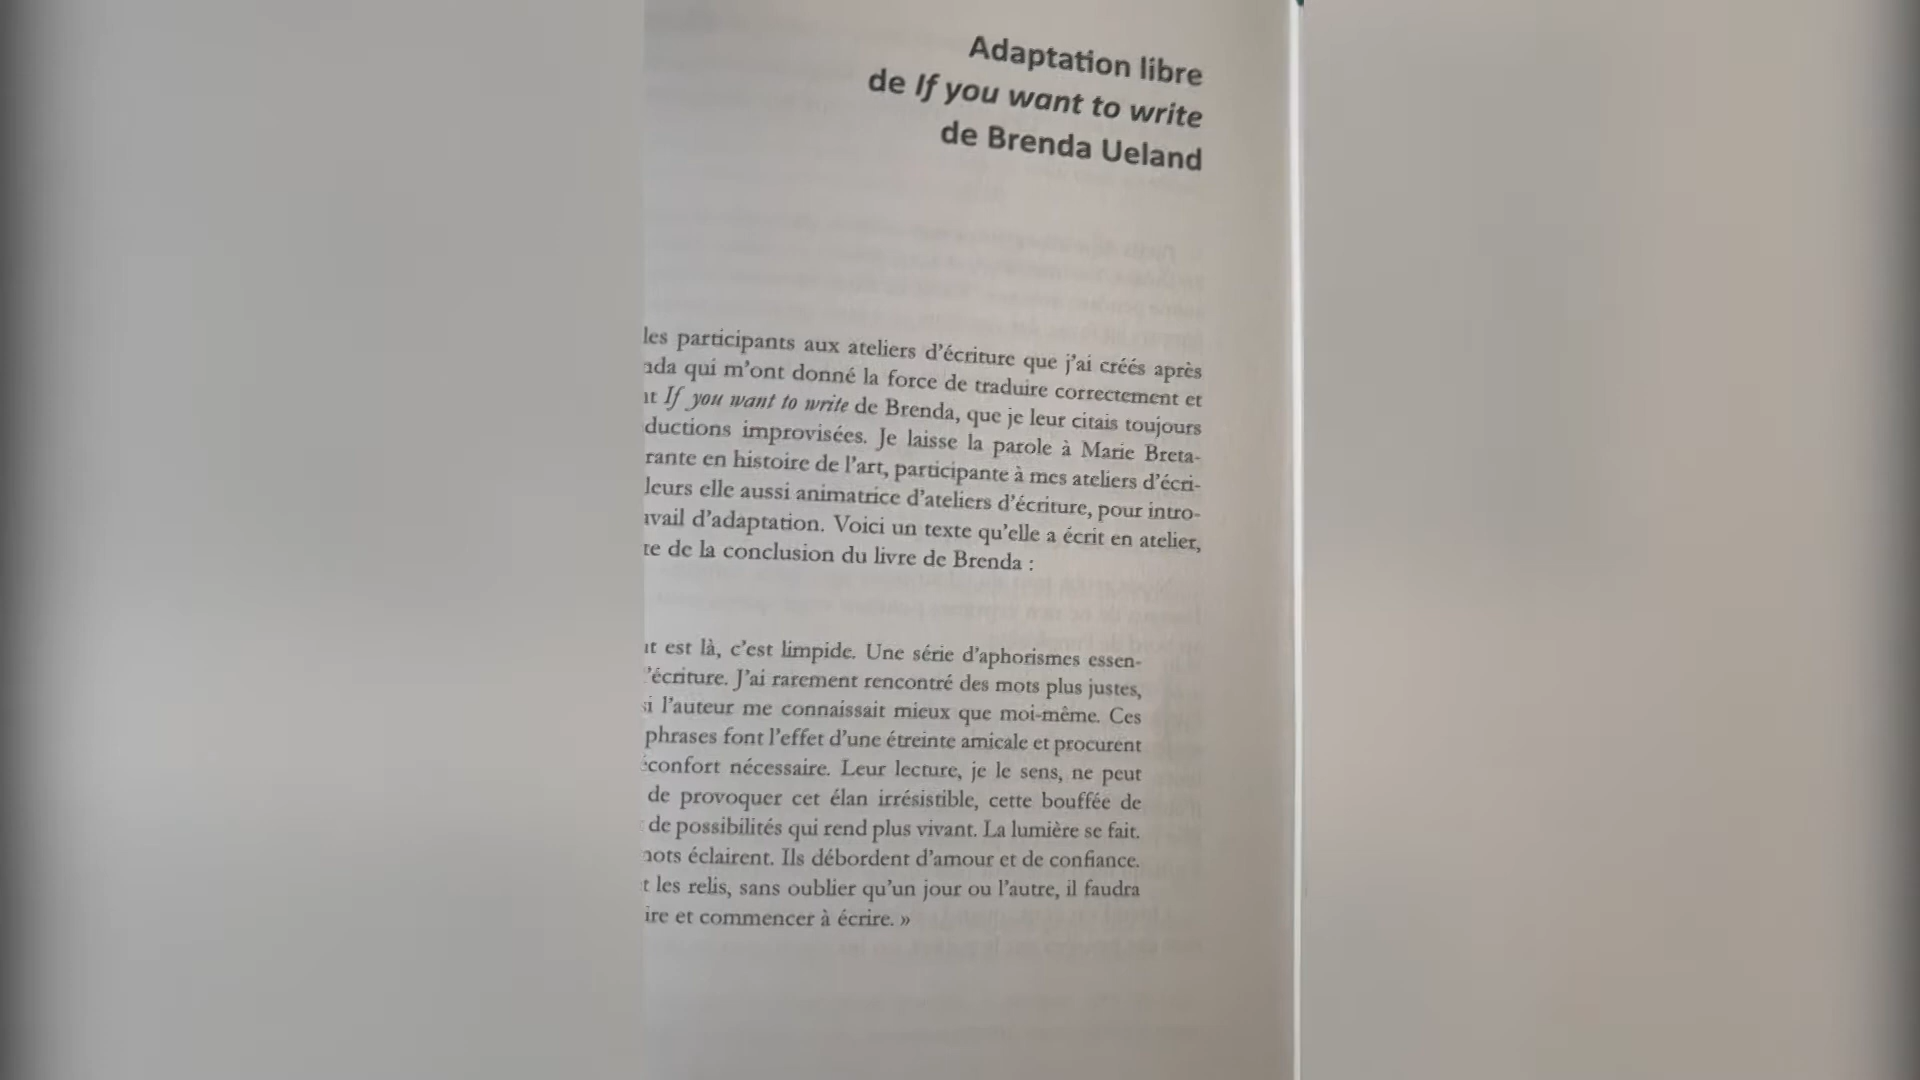 Adaptation libre
de If you want to write
de Brenda Ueland
les participants aux ateliers d'écriture que j'ai créés après
qui m'ont donné la force de traduire correctement et
If you want to write de Brenda, que je leur citais toujours
ductions improvisées. Je laisse la parole à Marie Breta-
rante en histoire de l'art, participante à mes ateliers d'écri-
leurs elle aussi animatrice d'ateliers d'écriture, pour intro-
avail d'adaptation. Voici un texte qu'elle a écrit en atelier,
de la conclusion du livre de Brenda :
est là, c'est limpide. Une série d'aphorismes essen-
'écriture. J'ai rarement rencontré des mots plus justes,
si l'auteur me connaissait mieux que moi-même. Ces
phrases font l'effet d'une étreinte amicale et procurent
confort nécessaire. Leur lecture, je le sens, ne peut
de provoquer cet élan irrésistible, cette bouffée de
de possibilités qui rend plus vivant. La lumière se fait.
mots éclairent. Ils débordent d'amour et de confiance.
t les relis, sans oublier qu'un jour ou l'autre, il faudra
ire et commencer à écrire. »